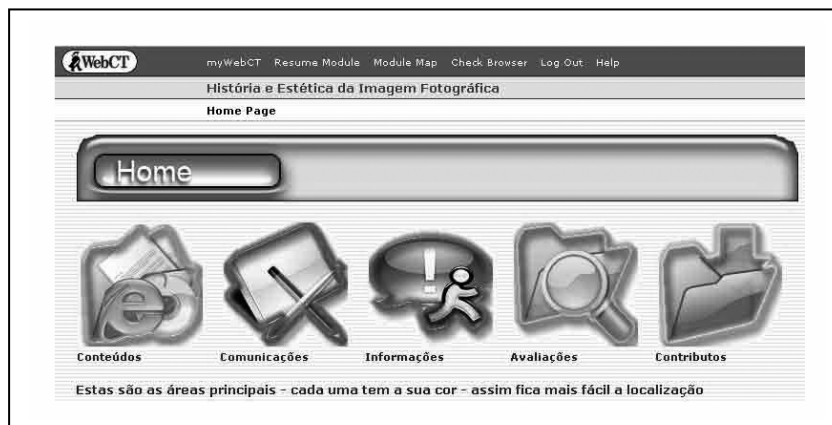 WebCT myWebCT Resume Module Module Map Check Browser Log Out Help
História e Estética da Imagem Fotográfica
Home Page
Home
Conteúdos Comunicações Informações Avaliações Contributos
Estas são as áreas principais - cada uma tem a sua cor - assim fica mais fácil a localização